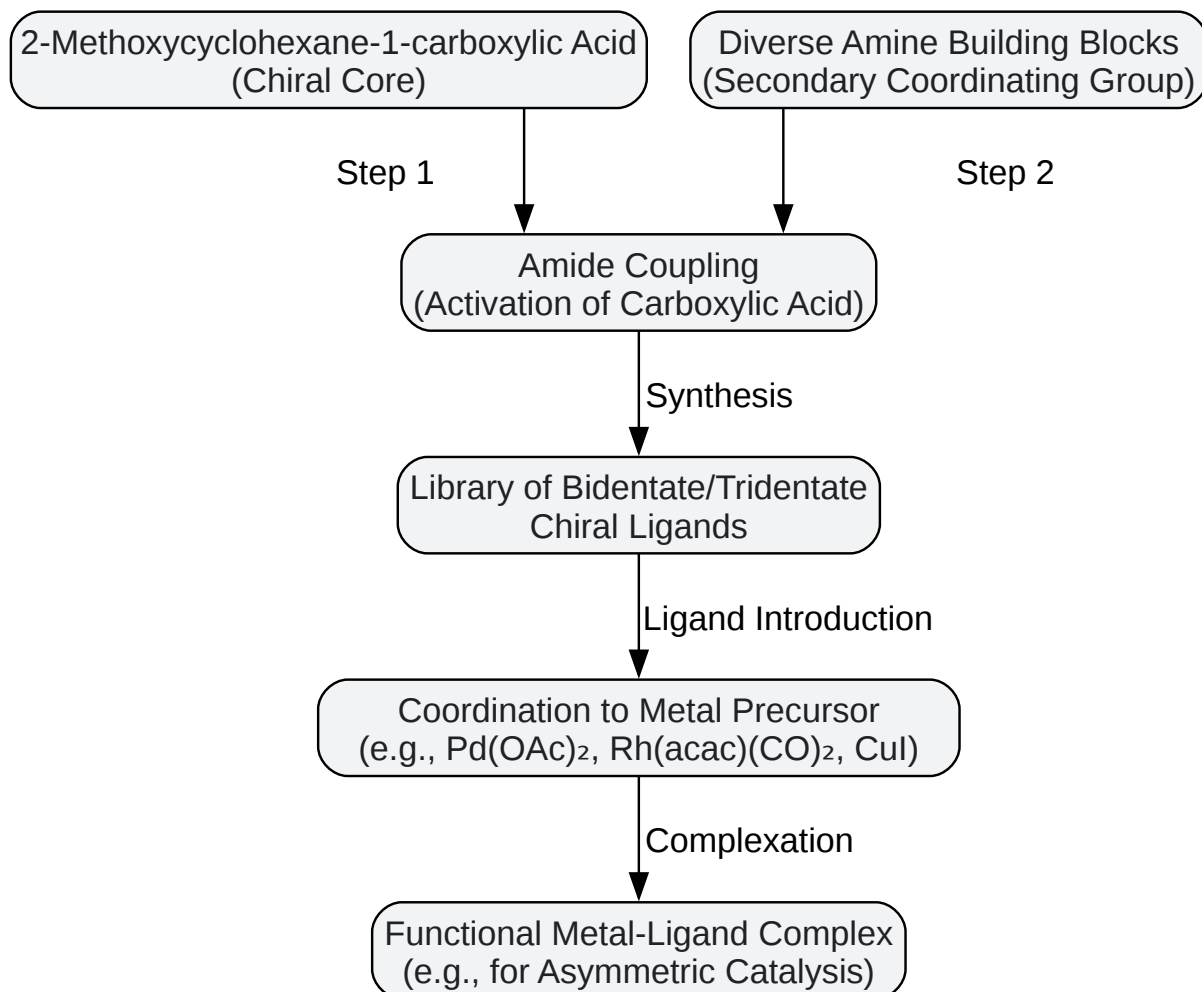 2-Methoxycyclohexane-1-carboxylic Acid
(Chiral Core)
Diverse Amine Building Blocks
(Secondary Coordinating Group)
Step 1
Step 2
Amide Coupling
(Activation of Carboxylic Acid)
Synthesis
Library of Bidentate/Tridentate
Chiral Ligands
Ligand Introduction
Coordination to Metal Precursor
(e.g., Pd(OAc)₂, Rh(acac)(CO)₂, CuI)
Complexation
Functional Metal-Ligand Complex
(e.g., for Asymmetric Catalysis)